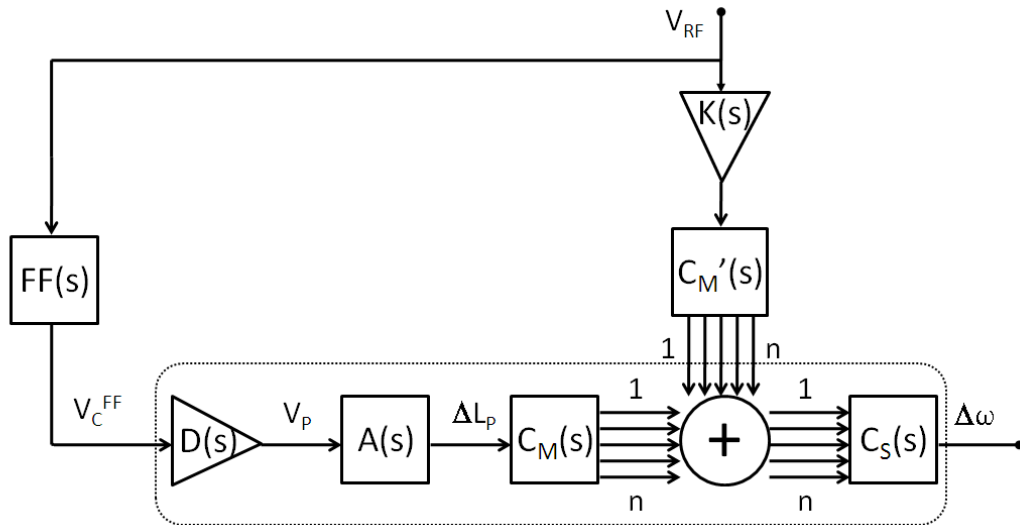 V_RF
K(s)
FF(s)
C_M'(s)
1 n
V_C^FF
D(s)
V_P
A(s)
ΔL_P
C_M(s)
1
n
+
1
n
C_S(s)
Δω